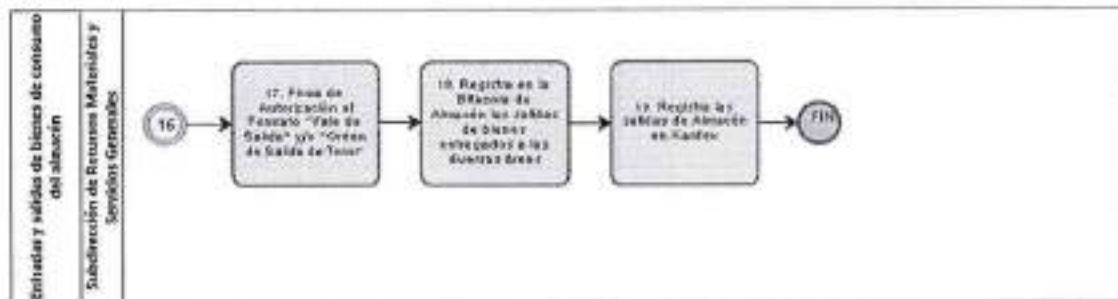 Entradas y salidas de bienes de consumo
del almacén
Subdirección de Recursos Materiales y
Servicios Generales
16
17. Firma de
Autorización al
Formato "Vale de
Salida" y/o "Orden
de Salida de
18. Registra en la
Bitácora de
Almacén las salidas
de bienes
entregados a las
diversas áreas
19. Registra las
salidas de Almacén
en Kardex
FIN